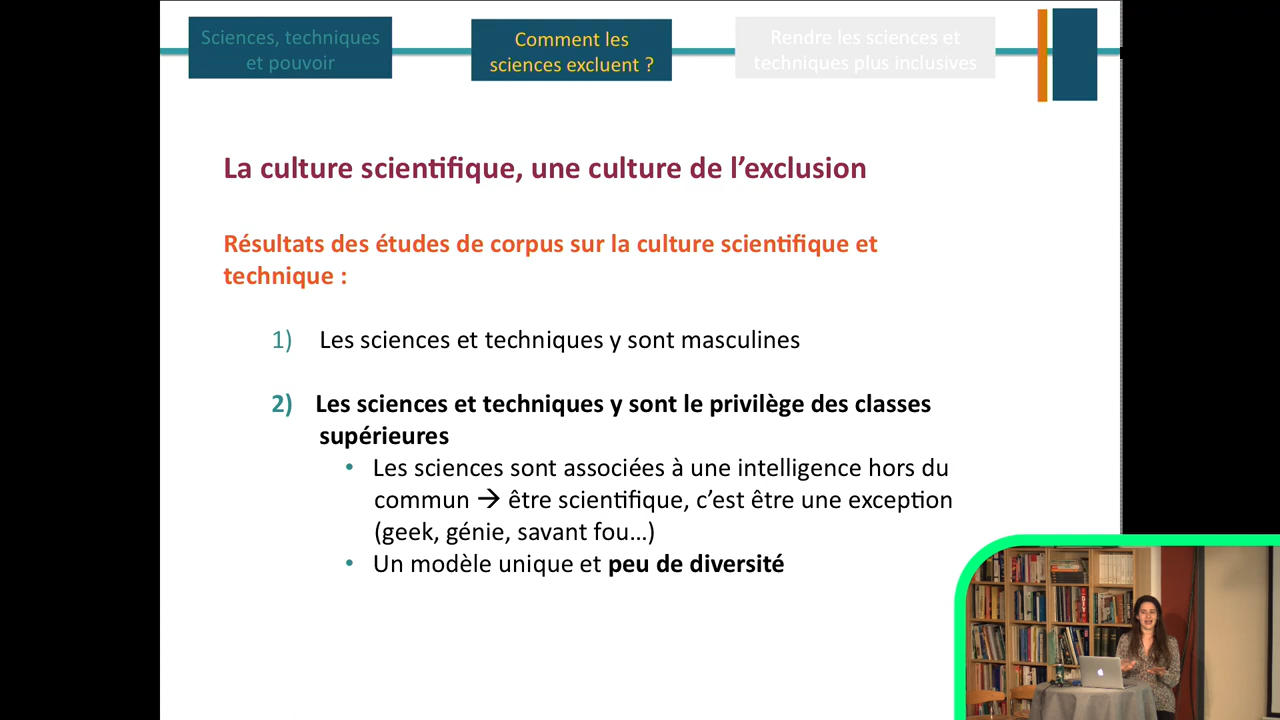 Sciences, techniques
et pouvoir
Comment les
sciences excluent ?
Rendre les sciences et
techniques plus inclusives
La culture scientifique, une culture de l’exclusion
Résultats des études de corpus sur la culture scientifique et
technique :
1) Les sciences et techniques y sont masculines
2) Les sciences et techniques y sont le privilège des classes
supérieures
• Les sciences sont associées à une intelligence hors du
commun → être scientifique, c’est être une exception
(geek, génie, savant fou…)
• Un modèle unique et peu de diversité